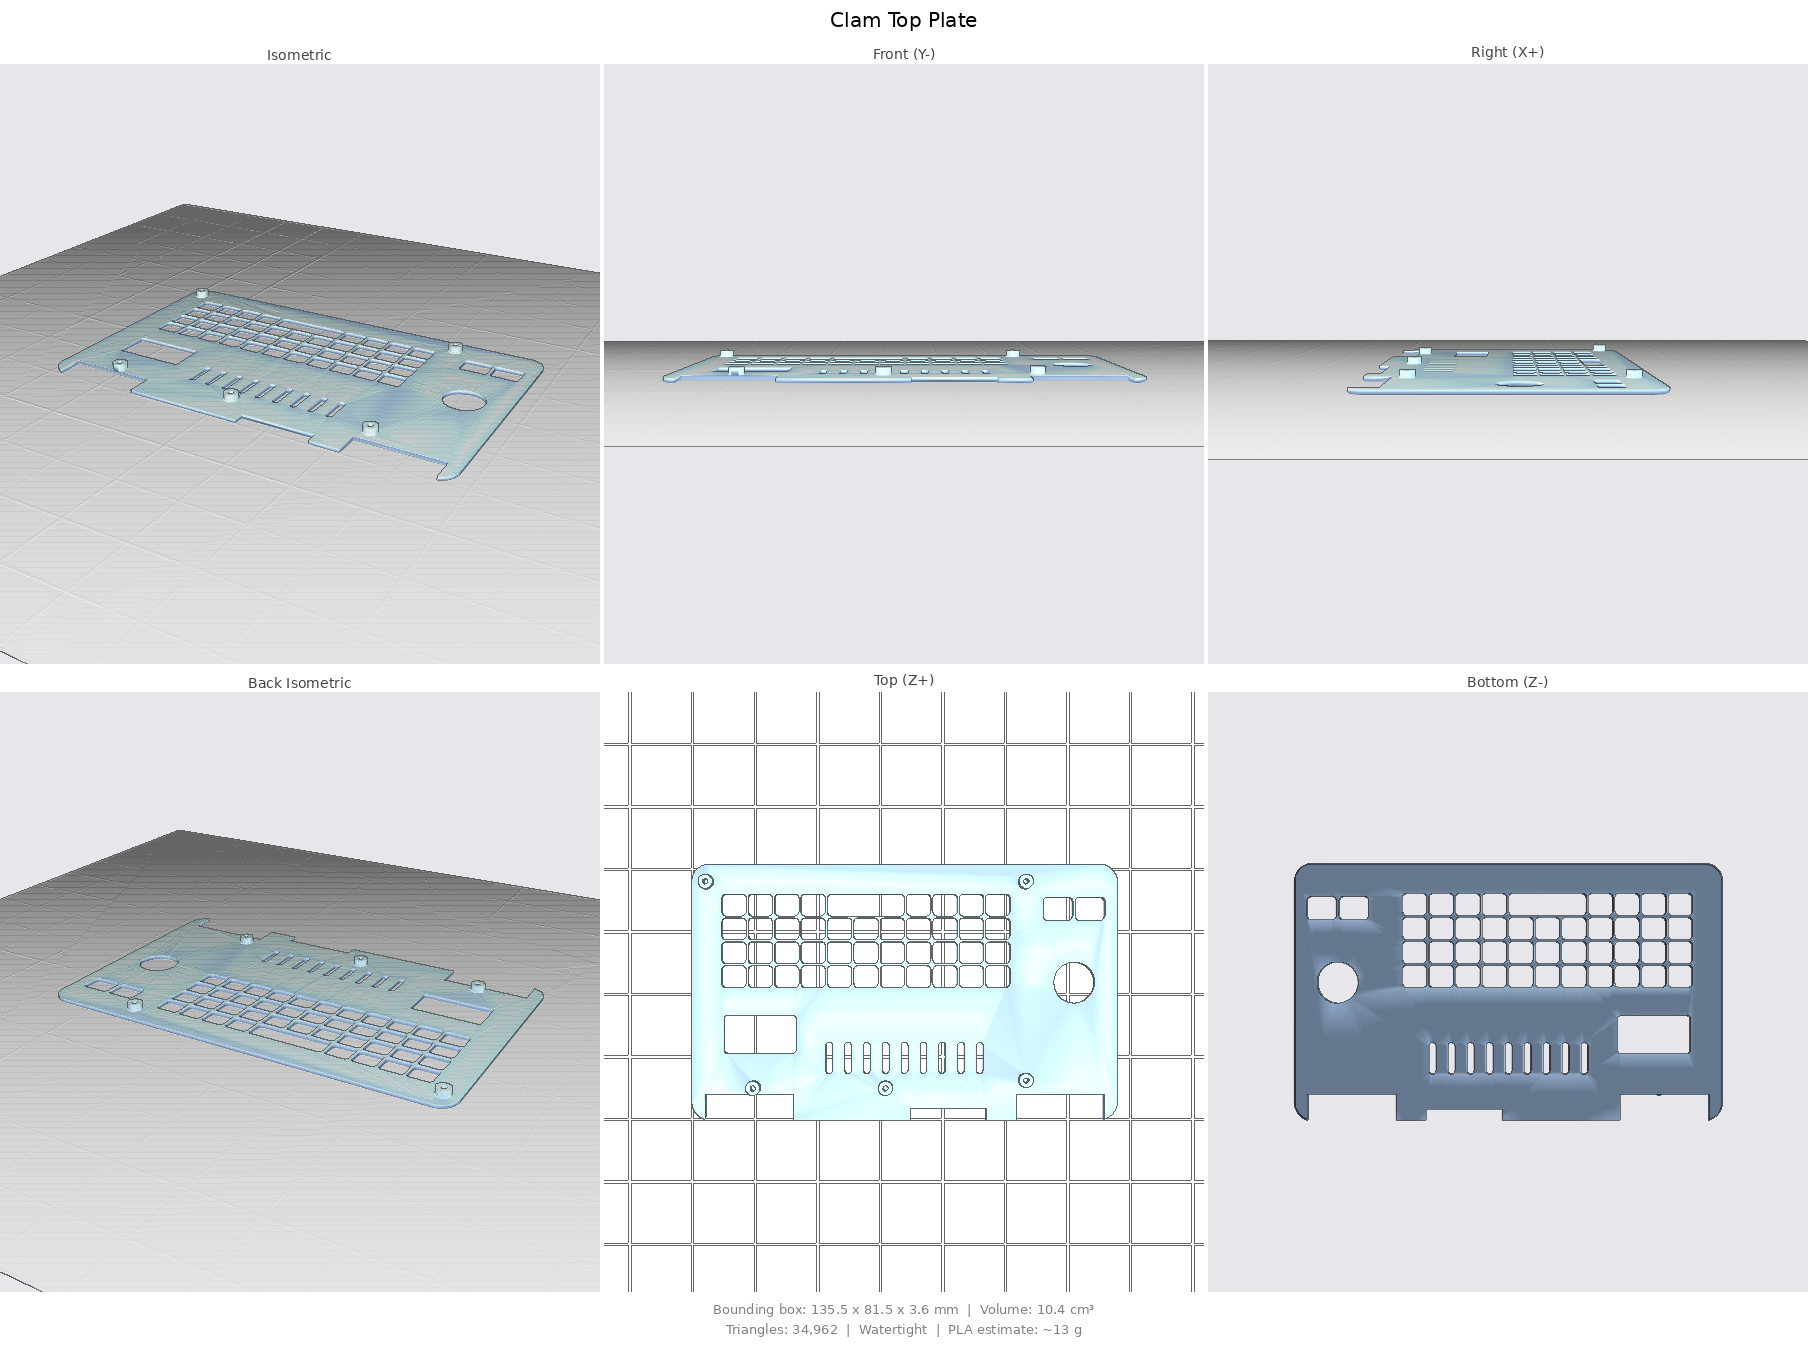 Clam Top Plate
Isometric
Front (Y-)
Right (X+)
Back Isometric
Top (Z+)
Bottom (Z-)
Bounding box: 135.5 x 81.5 x 3.6 mm | Volume: 10.4 cm³
Triangles: 34,962 | Watertight | PLA estimate: ~13 g